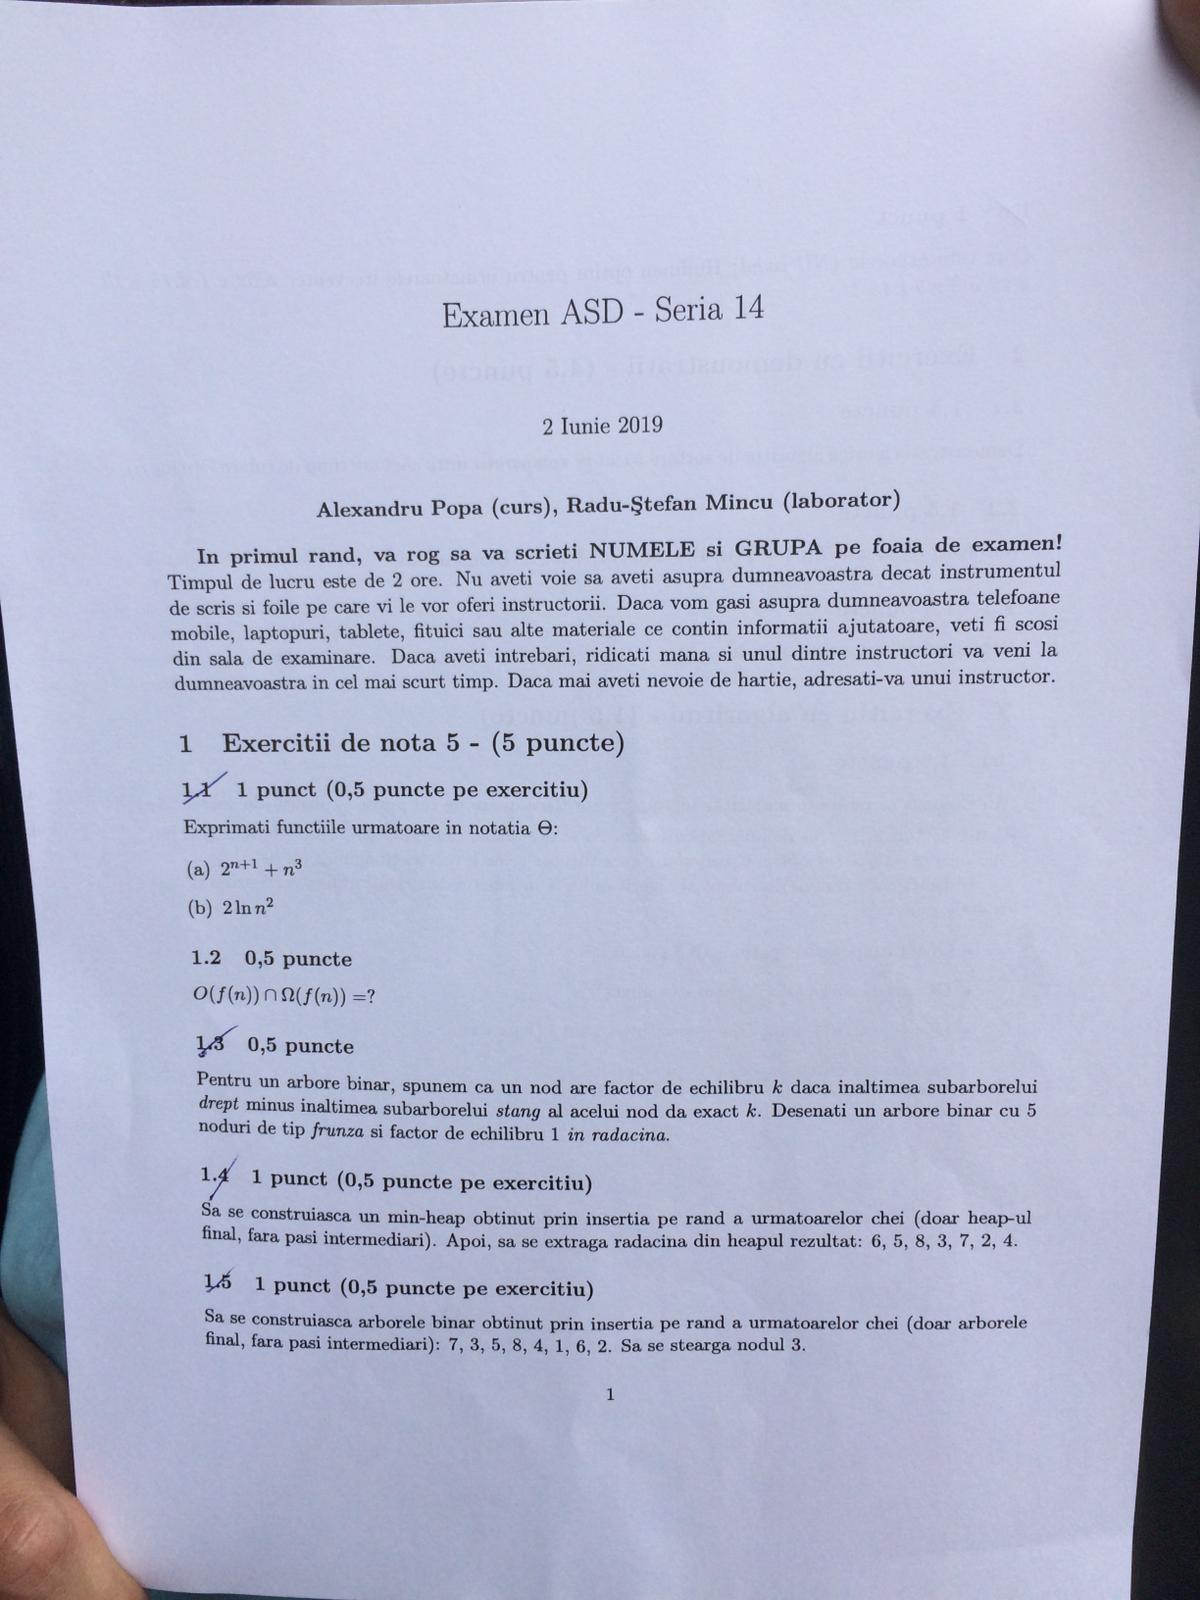 Examen ASD - Seria 14
2 Iunie 2019
Alexandru Popa (curs), Radu-Ştefan Mincu (laborator)
In primul rand, va rog sa va scrieti NUMELE si GRUPA pe foaia de examen!
Timpul de lucru este de 2 ore. Nu aveti voie sa aveti asupra dumneavoastra decat instrumentul
de scris si foile pe care vi le vor oferi instructorii. Daca vom gasi asupra dumneavoastra telefoane
mobile, laptopuri, tablete, fituici sau alte materiale ce contin informatii ajutatoare, veti fi scosi
din sala de examinare. Daca aveti intrebari, ridicati mana si unul dintre instructori va veni la
dumneavoastra in cel mai scurt timp. Daca mai aveti nevoie de hartie, adresati-va unui instructor.
1 Exercitii de nota 5 - (5 puncte)
1.1 1 punct (0,5 puncte pe exercitiu)
Exprimati functiile urmatoare in notatia Θ:
(a) 2ⁿ⁺¹ + n³
(b) 2 ln n²
1.2 0,5 puncte
O(f(n)) ∩ Ω(f(n)) =?
1.3 0,5 puncte
Pentru un arbore binar, spunem ca un nod are factor de echilibru k daca inaltimea subarborelui
drept minus inaltimea subarborelui stang al acelui nod da exact k. Desenati un arbore binar cu 5
noduri de tip frunza si factor de echilibru 1 in radacina.
1.4 1 punct (0,5 puncte pe exercitiu)
Sa se construiasca un min-heap obtinut prin insertia pe rand a urmatoarelor chei (doar heap-ul
final, fara pasi intermediari). Apoi, sa se extraga radacina din heapul rezultat: 6, 5, 8, 3, 7, 2, 4.
1.5 1 punct (0,5 puncte pe exercitiu)
Sa se construiasca arborele binar obtinut prin insertia pe rand a urmatoarelor chei (doar arborele
final, fara pasi intermediari): 7, 3, 5, 8, 4, 1, 6, 2. Sa se stearga nodul 3.
1